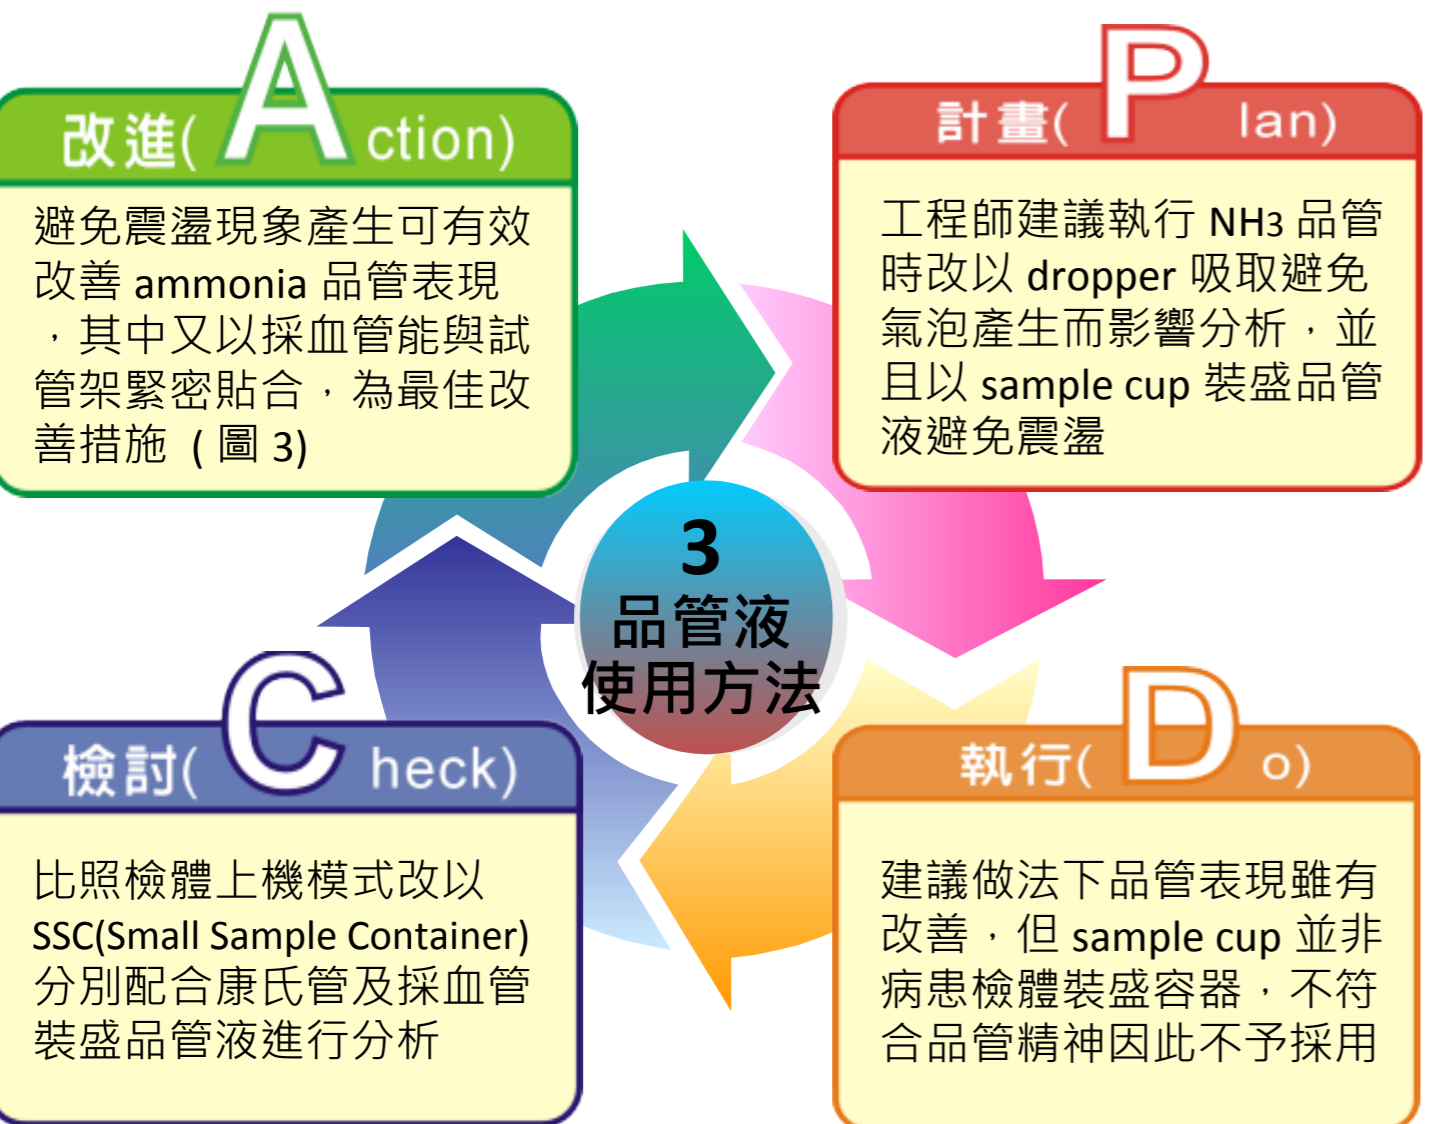 改進(Action)
避免震盪現象產生可有效
改善 ammonia 品管表現
，其中又以採血管能與試
管架緊密貼合，為最佳改
善措施 ( 圖 3)
計畫(Plan)
工程師建議執行 NH3 品管
時改以 dropper 吸取避免
氣泡產生而影響分析，並
且以 sample cup 裝盛品管
液避免震盪
3
品管液
使用方法
檢討(Check)
比照檢體上機模式改以
SSC(Small Sample Container)
分別配合康氏管及採血管
裝盛品管液進行分析
執行(Do)
建議做法下品管表現雖有
改善，但 sample cup 並非
病患檢體裝盛容器，不符
合品管精神因此不予採用